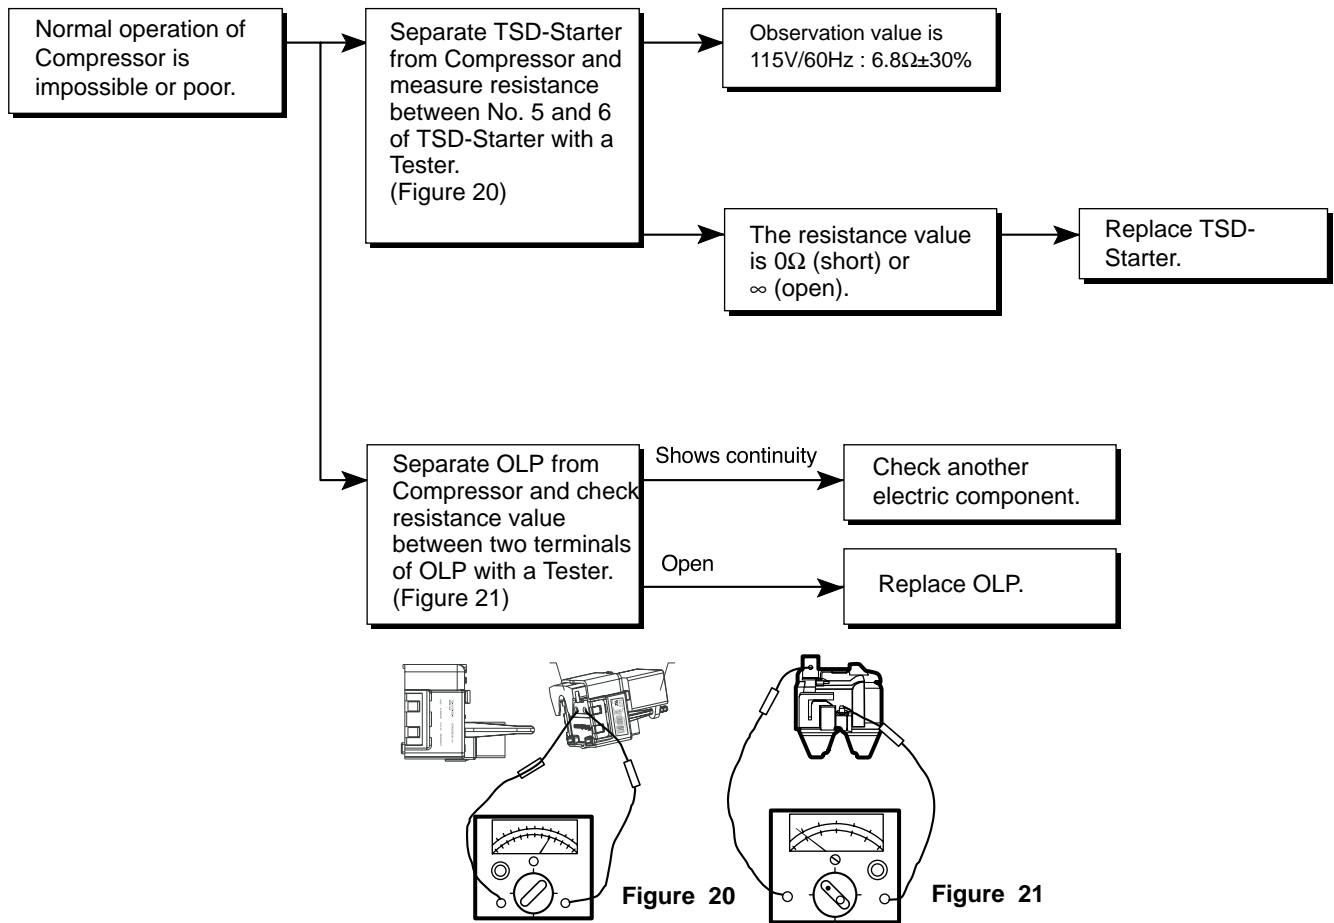 Normal operation of
Compressor is
impossible or poor.
Separate TSD-Starter
from Compressor and
measure resistance
between No. 5 and 6
of TSD-Starter with a
Tester.
(Figure 20)
Observation value is
115V/60Hz : 6.8Ω±30%
The resistance value
is 0Ω (short) or
∞ (open).
Replace TSD-
Starter.
Separate OLP from
Compressor and check
resistance value
between two terminals
of OLP with a Tester.
(Figure 21)
Shows continuity
Check another
electric component.
Open
Replace OLP.
Figure 20
Figure 21